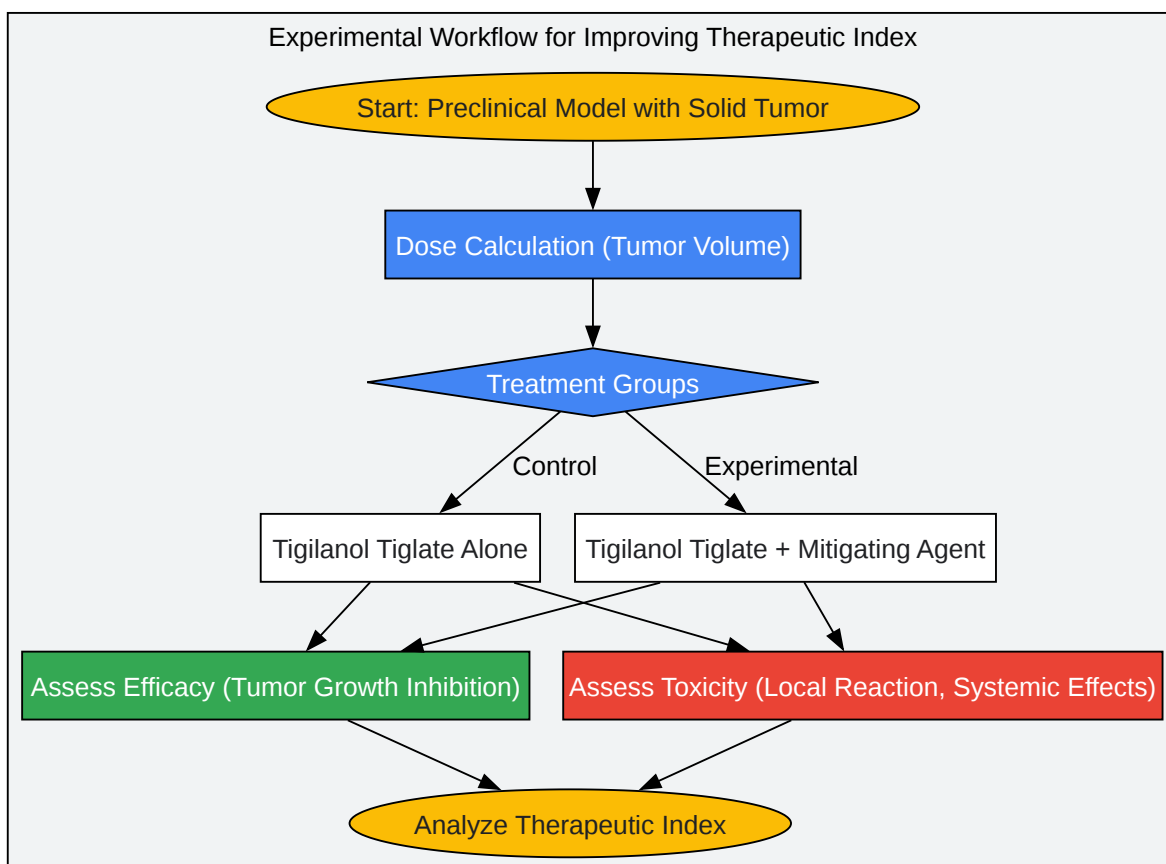 Experimental Workflow for Improving Therapeutic Index
Start: Preclinical Model with Solid Tumor
Dose Calculation (Tumor Volume)
Treatment Groups
Control
Experimental
Tigilanol Tiglate Alone
Tigilanol Tiglate + Mitigating Agent
Assess Efficacy (Tumor Growth Inhibition)
Assess Toxicity (Local Reaction, Systemic Effects)
Analyze Therapeutic Index